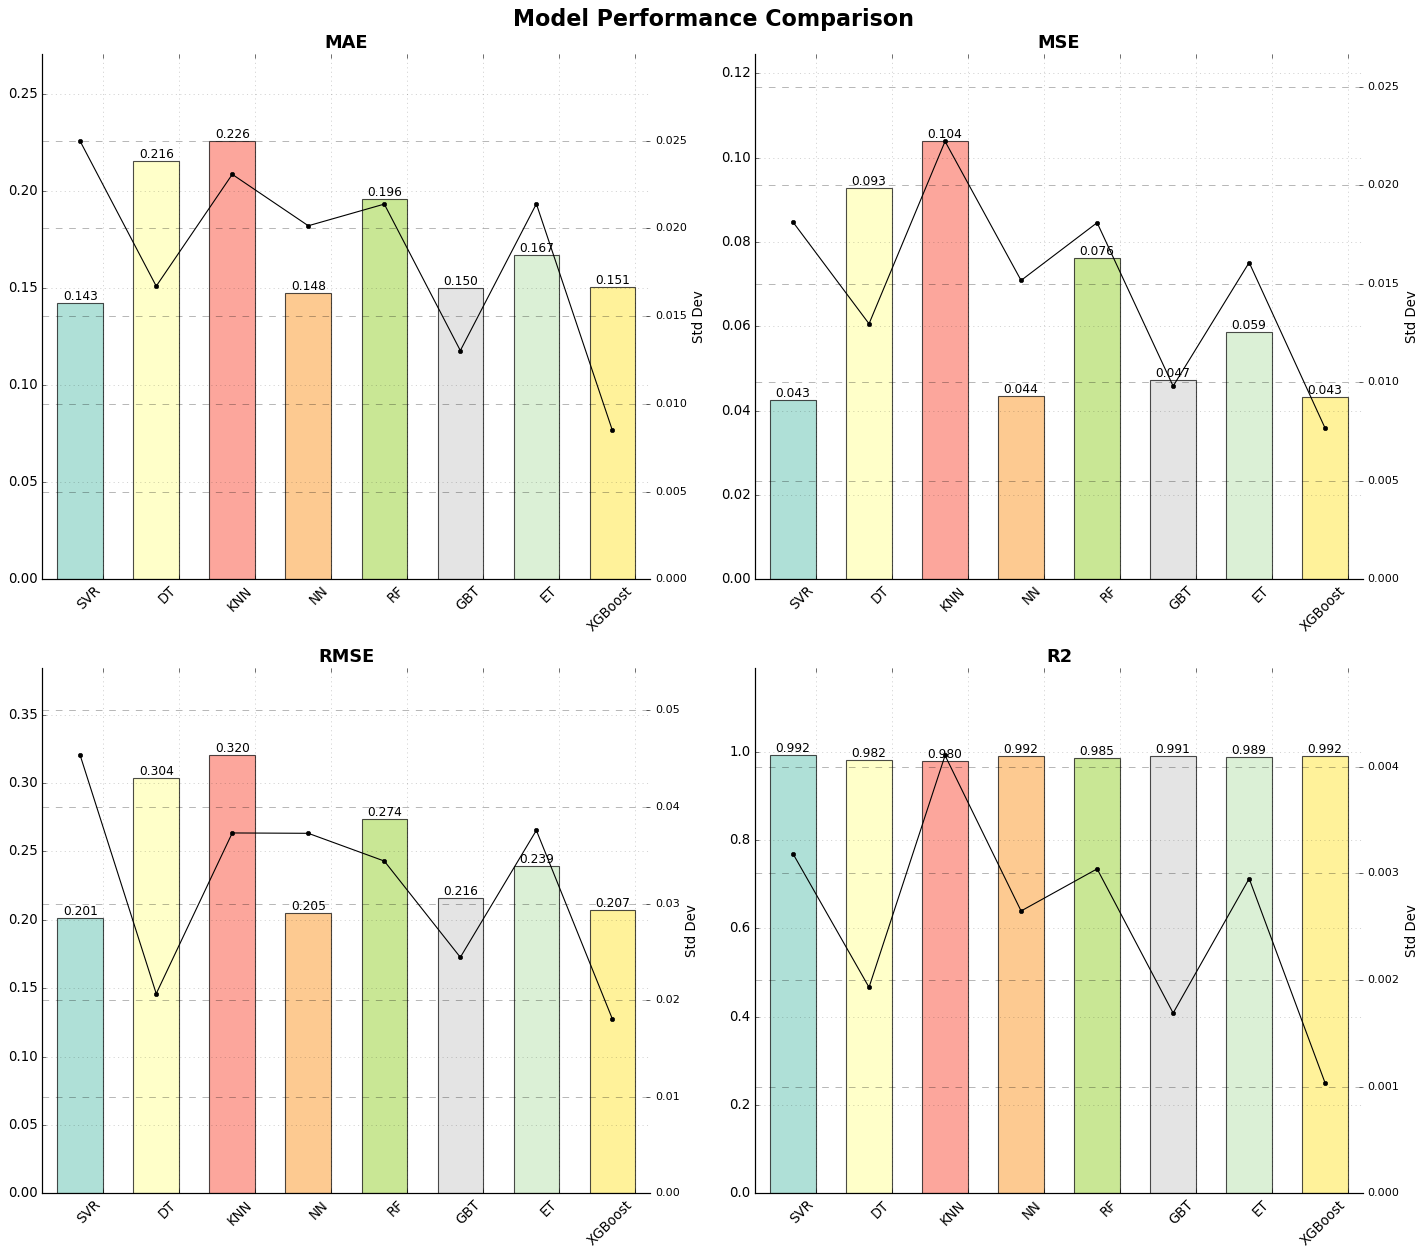 Model Performance Comparison
MAE
0.25
0.20
0.15
0.10
0.05
0.00
0.143
0.216
0.226
0.148
0.196
0.150
0.167
0.151
0.025
0.020
0.015
0.010
0.005
0.000
Std Dev
SVR
DT
KNN
NN
RF
GBT
ET
XGBoost
MSE
0.12
0.10
0.08
0.06
0.04
0.02
0.00
0.043
0.093
0.104
0.044
0.076
0.047
0.059
0.043
0.025
0.020
0.015
0.010
0.005
0.000
Std Dev
SVR
DT
KNN
NN
RF
GBT
ET
XGBoost
RMSE
0.35
0.30
0.25
0.20
0.15
0.10
0.05
0.00
0.201
0.304
0.320
0.205
0.274
0.216
0.239
0.207
0.05
0.04
0.03
0.02
0.01
0.00
Std Dev
SVR
DT
KNN
NN
RF
GBT
ET
XGBoost
R2
1.0
0.8
0.6
0.4
0.2
0.0
0.992
0.982
0.980
0.992
0.985
0.991
0.989
0.992
0.004
0.003
0.002
0.001
0.000
Std Dev
SVR
DT
KNN
NN
RF
GBT
ET
XGBoost